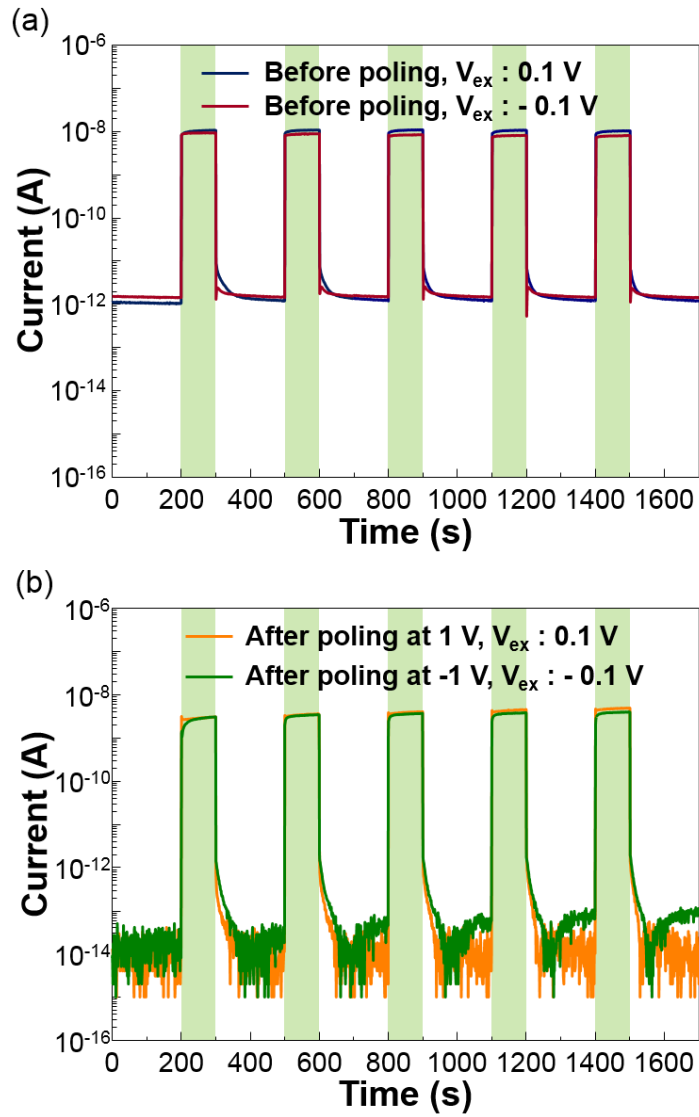 (a)
10⁻⁶
Before poling, Vₑₓ : 0.1 V
Before poling, Vₑₓ : - 0.1 V
10⁻⁸
10⁻¹⁰
10⁻¹²
10⁻¹⁴
10⁻¹⁶
Current (A)
0 200 400 600 800 1000 1200 1400 1600
Time (s)
(b)
10⁻⁶
After poling at 1 V, Vₑₓ : 0.1 V
After poling at -1 V, Vₑₓ : - 0.1 V
10⁻⁸
10⁻¹⁰
10⁻¹²
10⁻¹⁴
10⁻¹⁶
Current (A)
0 200 400 600 800 1000 1200 1400 1600
Time (s)